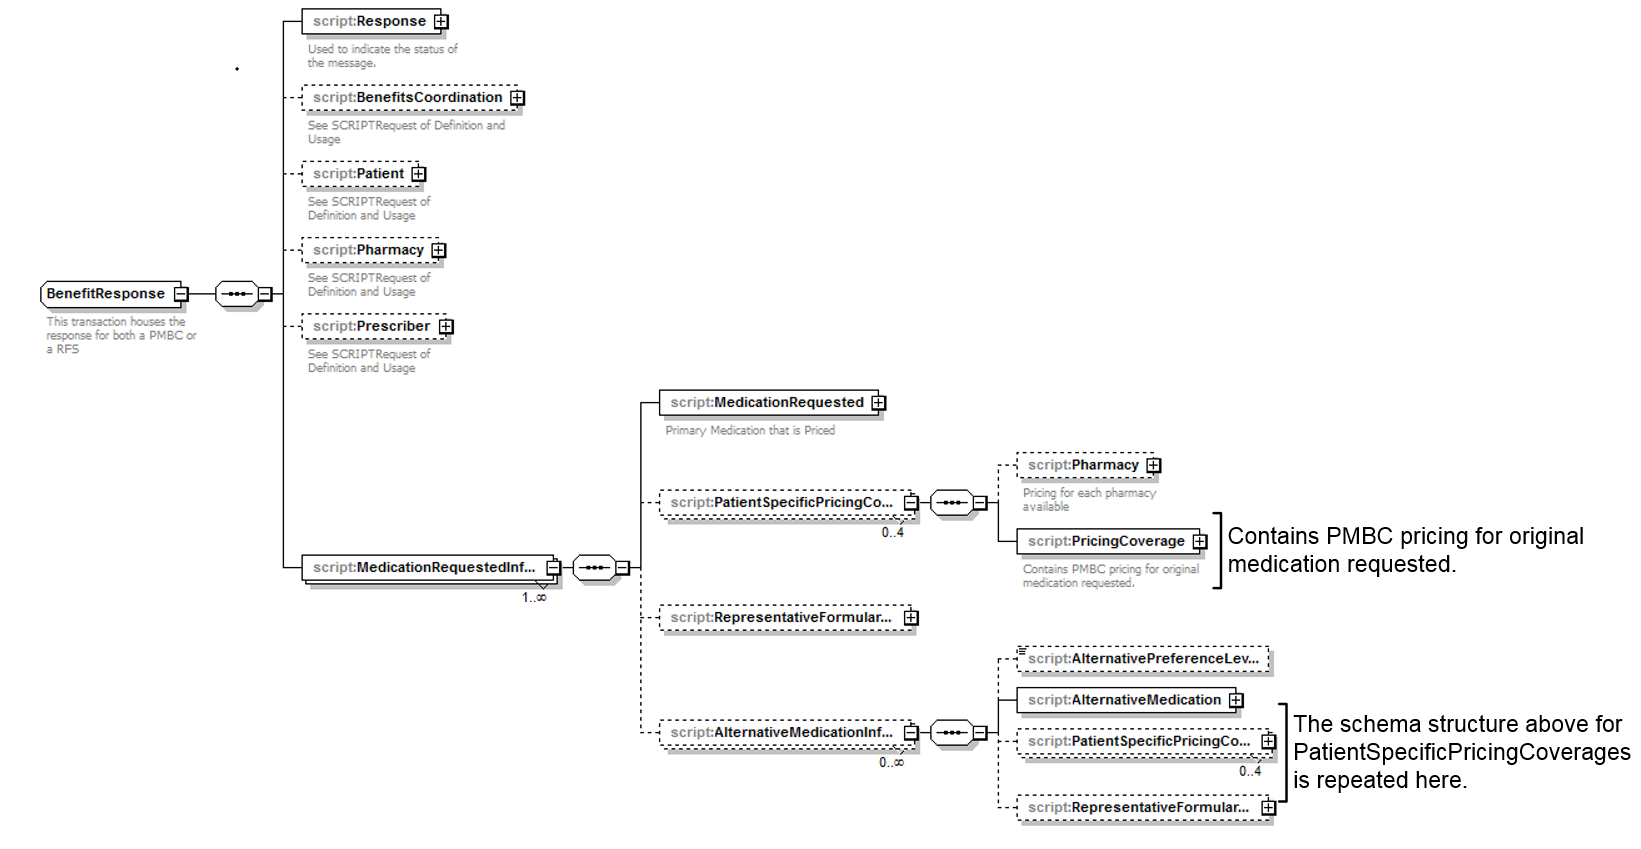 script:Response
Used to indicate the status of
the message.
script:BenefitsCoordination
See SCRIPTRequest of Definition and
Usage
script:Patient
See SCRIPTRequest of
Definition and Usage
script:Pharmacy
See SCRIPTRequest of
Definition and Usage
BenefitResponse
This transaction houses the
response for both a PMBC or
a RFS
script:Prescriber
See SCRIPTRequest of
Definition and Usage
script:MedicationRequestedInf...
1..∞
script:MedicationRequested
Primary Medication that is Priced
script:PatientSpecificPricingCo...
0..4
script:Pharmacy
Pricing for each pharmacy
available
script:PricingCoverage
Contains PMBC pricing for original
medication requested.
Contains PMBC pricing for original
medication requested.
script:RepresentativeFormular...
script:AlternativeMedicationInf...
0..∞
script:AlternativePreferenceLev...
script:AlternativeMedication
script:PatientSpecificPricingCo...
0..4
script:RepresentativeFormular...
The schema structure above for
PatientSpecificPricingCoverages
is repeated here.